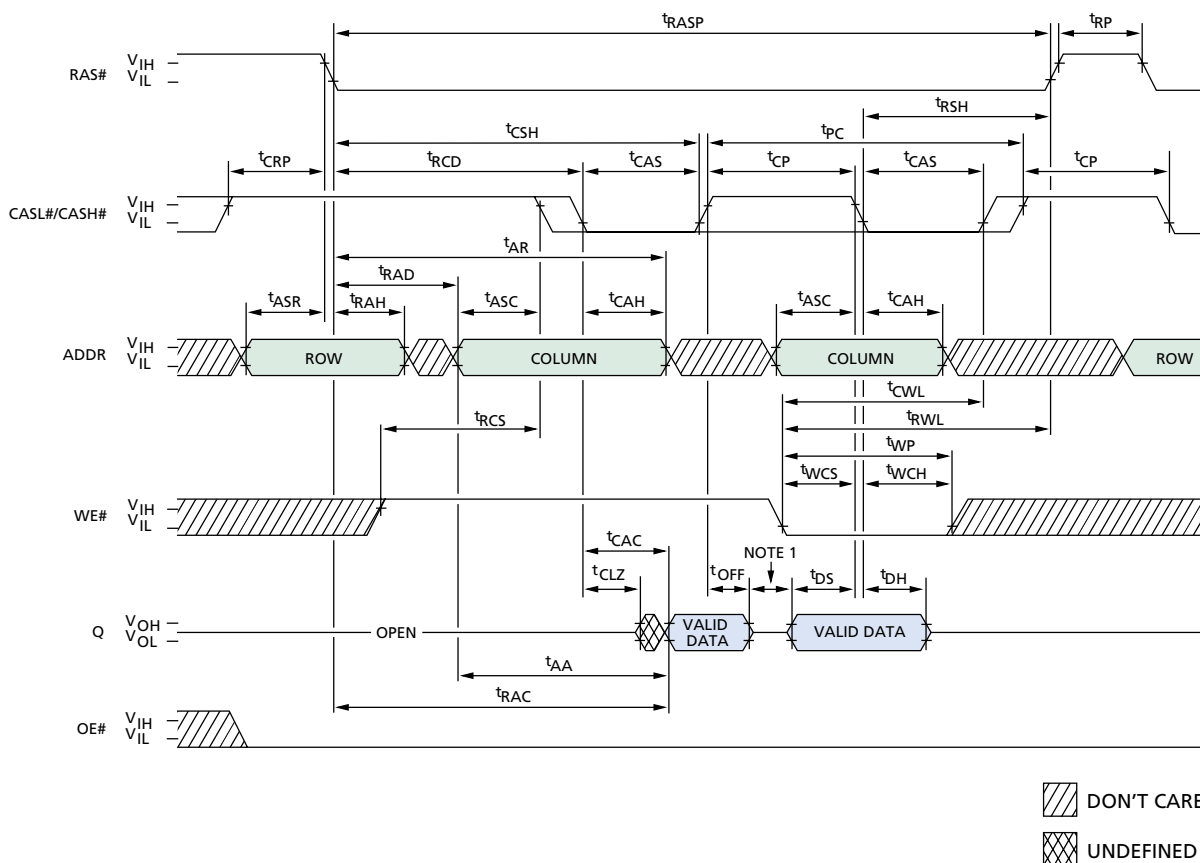 tRASP tRP
RAS# VIH
VIL
tRSH
tCSH tPC
tCRP tRCD tCAS tCP tCAS tCP
CASL#/CASH# VIH
VIL
tAR
tRAD
tASR tRAH tASC tCAH tASC tCAH
ADDR VIH
VIL
ROW COLUMN COLUMN ROW
tCWL
tRCS tRWL
tWP
tWCS tWCH
WE# VIH
VIL
tCAC NOTE 1
tCLZ tOFF tDS tDH
Q VOH
VOL
OPEN VALID
DATA VALID DATA
tAA
tRAC
OE# VIH
VIL
DON'T CARE
UNDEFINED